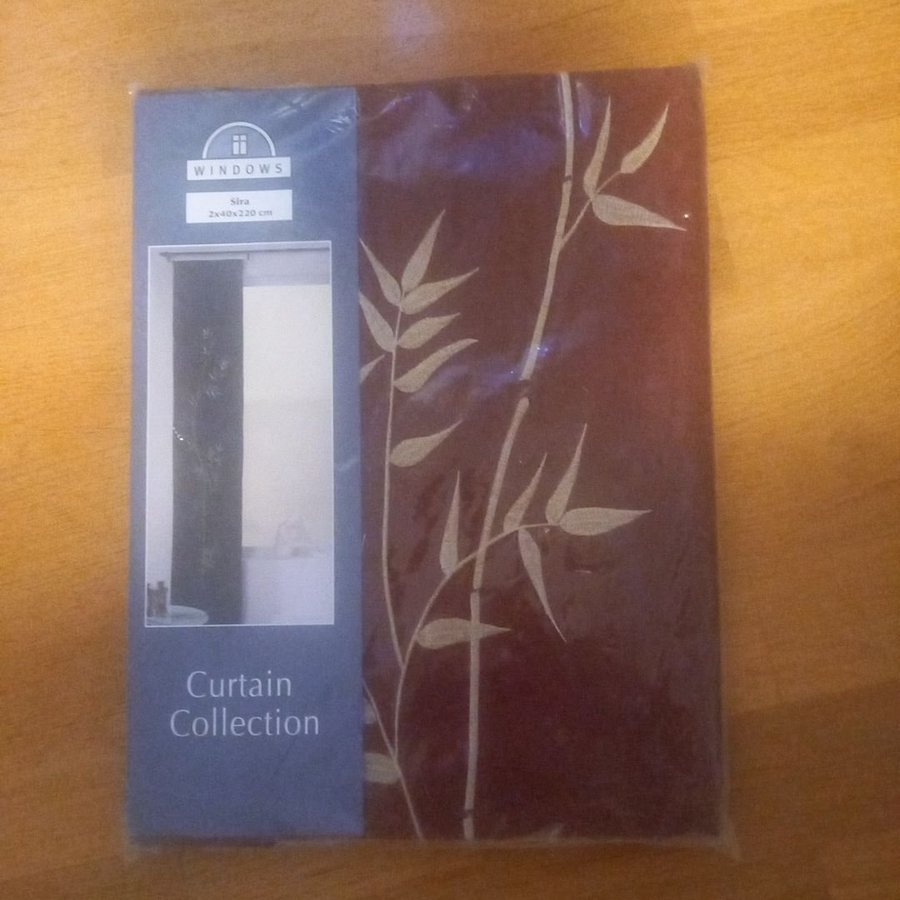 WINDOWS
Sira
2x40x220 cm
Curtain
Collection